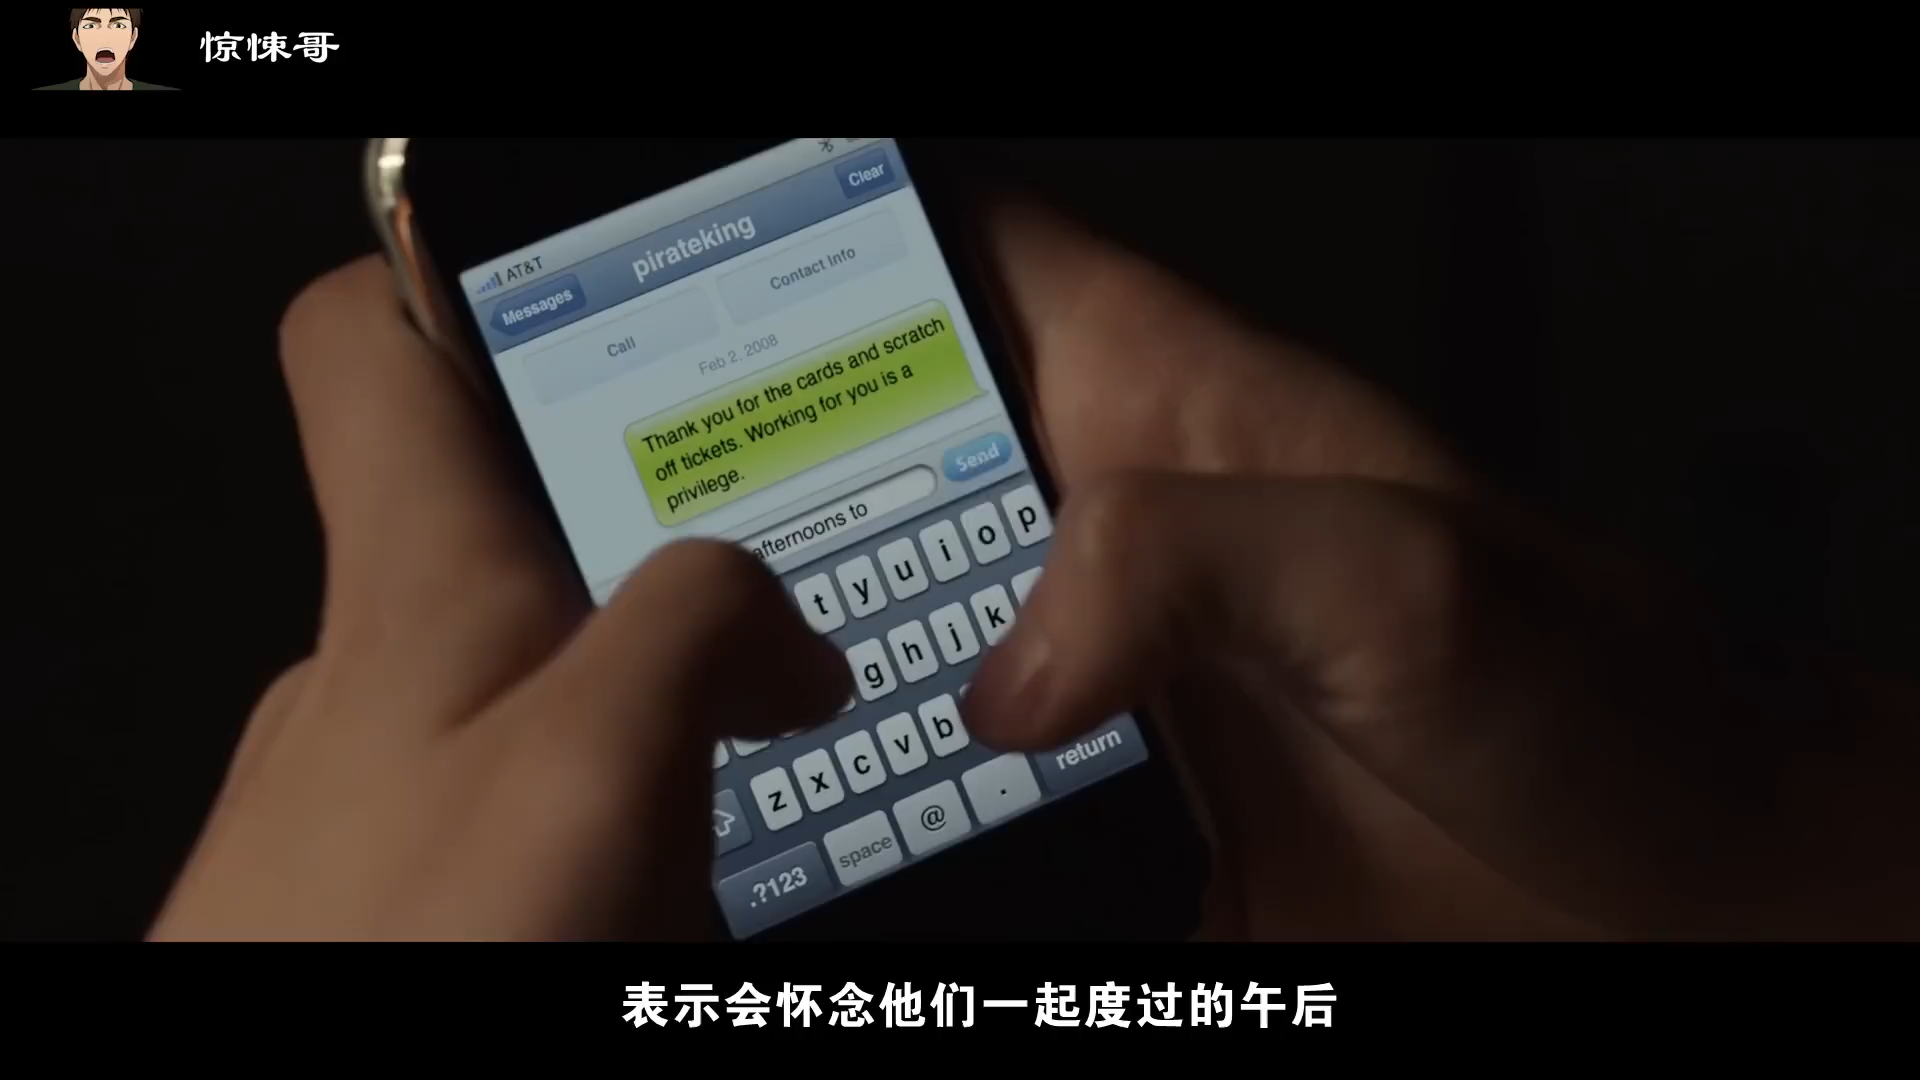 惊悚哥
AT&T
Messages
pirateking
Clear
Call
Contact Info
Feb 2, 2008
Thank you for the cards and scratch
off tickets. Working for you is a
privilege.
afternoons to
Send
t y u i o p
g h j k
z x c v b
.?123
space
@
.
return
表示会怀念他们一起度过的午后